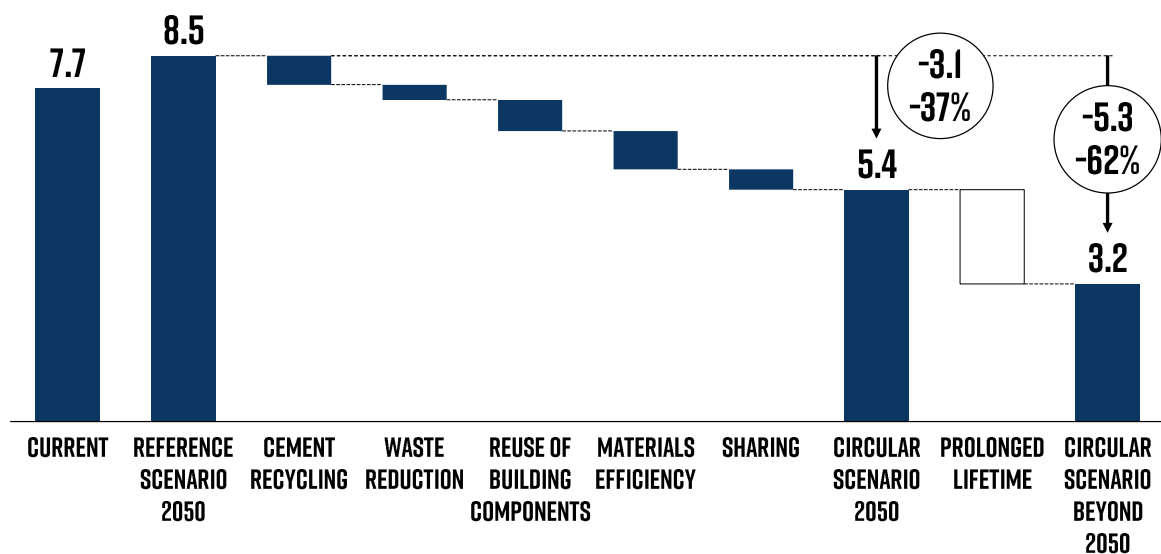 7.7
8.5
-3.1
-37%
-5.3
-62%
5.4
3.2
CURRENT
REFERENCE
SCENARIO
2050
CEMENT
RECYCLING
WASTE
REDUCTION
REUSE OF
BUILDING
COMPONENTS
MATERIALS
EFFICIENCY
SHARING
CIRCULAR
SCENARIO
2050
PROLONGED
LIFETIME
CIRCULAR
SCENARIO
BEYOND
2050